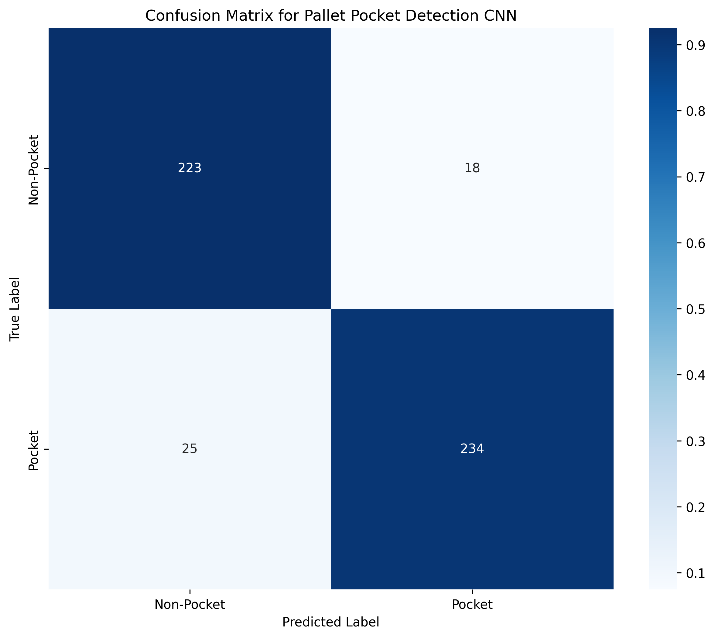 Confusion Matrix for Pallet Pocket Detection CNN
True Label
Non-Pocket
223
18
Pocket
25
234
Non-Pocket
Pocket
Predicted Label
0.9
0.8
0.7
0.6
0.5
0.4
0.3
0.2
0.1